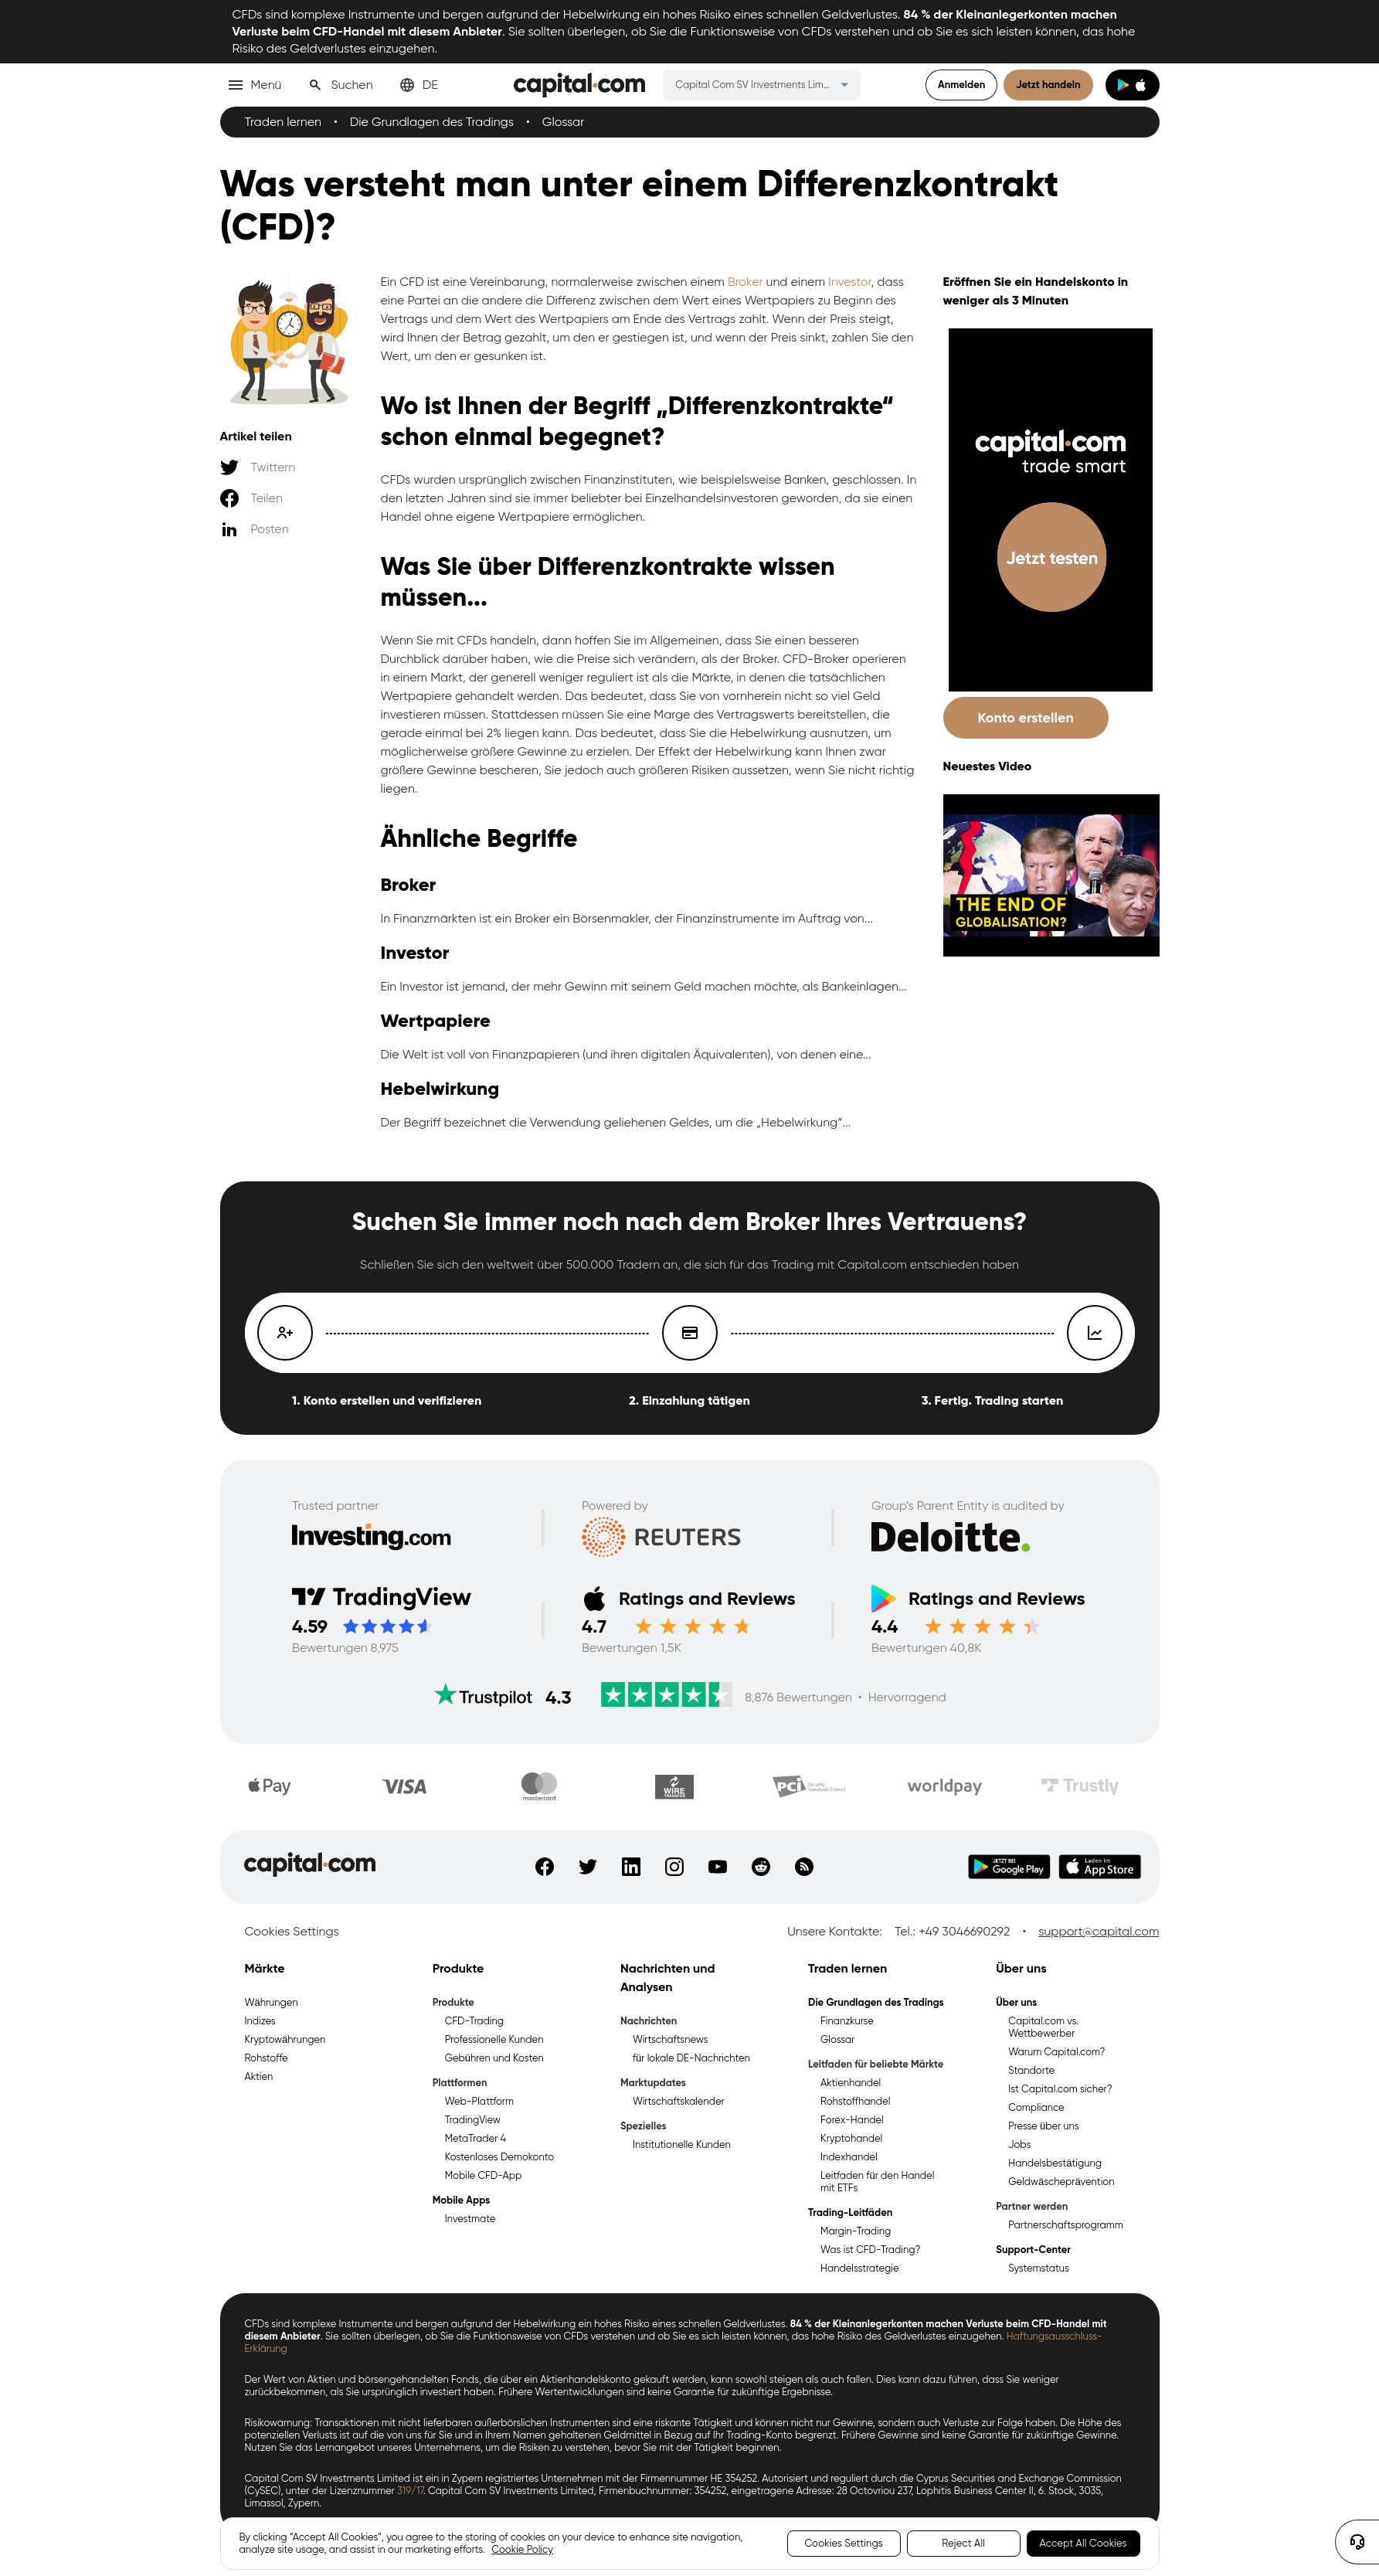 CFDs sind komplexe Instrumente und bergen aufgrund der Hebelwirkung ein hohes Risiko eines schnellen Geldverlustes. 84 % der Kleinanlegerkonten machen
Verluste beim CFD-Handel mit diesem Anbieter. Sie sollten überlegen, ob Sie die Funktionsweise von CFDs verstehen und ob Sie es sich leisten können, das hohe
Risiko des Geldverlustes einzugehen.
Menü
Suchen
DE
capital.com
Capital Com SV Investments Lim...
Anmelden
Jetzt handeln
Traden lernen • Die Grundlagen des Tradings • Glossar
Was versteht man unter einem Differenzkontrakt
(CFD)?
Artikel teilen
Twittern
Teilen
Posten
Ein CFD ist eine Vereinbarung, normalerweise zwischen einem Broker und einem Investor, dass
eine Partei an die andere die Differenz zwischen dem Wert eines Wertpapiers zu Beginn des
Vertrags und dem Wert des Wertpapiers am Ende des Vertrags zahlt. Wenn der Preis steigt,
wird Ihnen der Betrag gezahlt, um den er gestiegen ist, und wenn der Preis sinkt, zahlen Sie den
Wert, um den er gesunken ist.
Wo ist Ihnen der Begriff „Differenzkontrakte“
schon einmal begegnet?
CFDs wurden ursprünglich zwischen Finanzinstituten, wie beispielsweise Banken, geschlossen. In
den letzten Jahren sind sie immer beliebter bei Einzelhandelsinvestoren geworden, da sie einen
Handel ohne eigene Wertpapiere ermöglichen.
Was Sie über Differenzkontrakte wissen
müssen...
Wenn Sie mit CFDs handeln, dann hoffen Sie im Allgemeinen, dass Sie einen besseren
Durchblick darüber haben, wie die Preise sich verändern, als der Broker. CFD-Broker operieren
in einem Markt, der generell weniger reguliert ist als die Märkte, in denen die tatsächlichen
Wertpapiere gehandelt werden. Das bedeutet, dass Sie von vornherein nicht so viel Geld
investieren müssen. Stattdessen müssen Sie eine Marge des Vertragswerts bereitstellen, die
gerade einmal bei 2% liegen kann. Das bedeutet, dass Sie die Hebelwirkung ausnutzen, um
möglicherweise größere Gewinne zu erzielen. Der Effekt der Hebelwirkung kann Ihnen zwar
größere Gewinne bescheren, Sie jedoch auch größeren Risiken aussetzen, wenn Sie nicht richtig
liegen.
Ähnliche Begriffe
Broker
In Finanzmärkten ist ein Broker ein Börsenmakler, der Finanzinstrumente im Auftrag von...
Investor
Ein Investor ist jemand, der mehr Gewinn mit seinem Geld machen möchte, als Bankeinlagen...
Wertpapiere
Die Welt ist voll von Finanzpapieren (und ihren digitalen Äquivalenten), von denen eine...
Hebelwirkung
Der Begriff bezeichnet die Verwendung geliehenen Geldes, um die „Hebelwirkung“...
Eröffnen Sie ein Handelskonto in
weniger als 3 Minuten
capital.com
trade smart
Jetzt testen
Konto erstellen
Neuestes Video
THE END OF
GLOBALISATION?
Suchen Sie immer noch nach dem Broker Ihres Vertrauens?
Schließen Sie sich den weltweit über 500.000 Tradern an, die sich für das Trading mit Capital.com entschieden haben
1. Konto erstellen und verifizieren
2. Einzahlung tätigen
3. Fertig. Trading starten
Trusted partner
Investing.com
Powered by
REUTERS
Group's Parent Entity is audited by
Deloitte.
TradingView
4.59
Bewertungen 8,975
Ratings and Reviews
4.7
Bewertungen 1,5K
Ratings and Reviews
4.4
Bewertungen 40,8K
Trustpilot 4.3 8,876 Bewertungen • Hervorragend
Pay
VISA
mastercard
WIRE
TRANSFER
PCI Security
Standards Council
worldpay
Trustly
capital.com
JETZT BEI
Google Play
Laden im
App Store
Cookies Settings
Unsere Kontakte: Tel.: +49 3046690292 • support@capital.com
Märkte
Währungen
Indizes
Kryptowährungen
Rohstoffe
Aktien
Produkte
Produkte
CFD-Trading
Professionelle Kunden
Gebühren und Kosten
Plattformen
Web-Plattform
TradingView
MetaTrader 4
Kostenloses Demokonto
Mobile CFD-App
Mobile Apps
Investmate
Nachrichten und
Analysen
Nachrichten
Wirtschaftsnews
für lokale DE-Nachrichten
Marktupdates
Wirtschaftskalender
Spezielles
Institutionelle Kunden
Traden lernen
Die Grundlagen des Tradings
Finanzkurse
Glossar
Leitfaden für beliebte Märkte
Aktienhandel
Rohstoffhandel
Forex-Handel
Kryptohandel
Indexhandel
Leitfaden für den Handel
mit ETFs
Trading-Leitfäden
Margin-Trading
Was ist CFD-Trading?
Handelsstrategie
Über uns
Über uns
Capital.com vs.
Wettbewerber
Warum Capital.com?
Standorte
Ist Capital.com sicher?
Compliance
Presse über uns
Jobs
Handelsbestätigung
Geldwäscheprävention
Partner werden
Partnerschaftsprogramm
Support-Center
Systemstatus
CFDs sind komplexe Instrumente und bergen aufgrund der Hebelwirkung ein hohes Risiko eines schnellen Geldverlustes. 84 % der Kleinanlegerkonten machen Verluste beim CFD-Handel mit
diesem Anbieter. Sie sollten überlegen, ob Sie die Funktionsweise von CFDs verstehen und ob Sie es sich leisten können, das hohe Risiko des Geldverlustes einzugehen. Haftungsausschluss-
Erklärung
Der Wert von Aktien und börsengehandelten Fonds, die über ein Aktienhandelskonto gekauft werden, kann sowohl steigen als auch fallen. Dies kann dazu führen, dass Sie weniger
zurückbekommen, als Sie ursprünglich investiert haben. Frühere Wertentwicklungen sind keine Garantie für zukünftige Ergebnisse.
Risikowarnung: Transaktionen mit nicht lieferbaren außerbörslichen Instrumenten sind eine riskante Tätigkeit und können nicht nur Gewinne, sondern auch Verluste zur Folge haben. Die Höhe des
potenziellen Verlusts ist auf die von uns für Sie und in Ihrem Namen gehaltenen Geldmittel in Bezug auf Ihr Trading-Konto begrenzt. Frühere Gewinne sind keine Garantie für zukünftige Gewinne.
Nutzen Sie das Lernangebot unseres Unternehmens, um die Risiken zu verstehen, bevor Sie mit der Tätigkeit beginnen.
Capital Com SV Investments Limited ist ein in Zypern registriertes Unternehmen mit der Firmennummer HE 354252. Autorisiert und reguliert durch die Cyprus Securities and Exchange Commission
(CySEC), unter der Lizenznummer 319/17. Capital Com SV Investments Limited, Firmenbuchnummer: 354252, eingetragene Adresse: 28 Octovriou 237, Lophitis Business Center II, 6. Stock, 3035,
Limassol, Zypern.
By clicking “Accept All Cookies”, you agree to the storing of cookies on your device to enhance site navigation,
analyze site usage, and assist in our marketing efforts. Cookie Policy
Cookies Settings
Reject All
Accept All Cookies